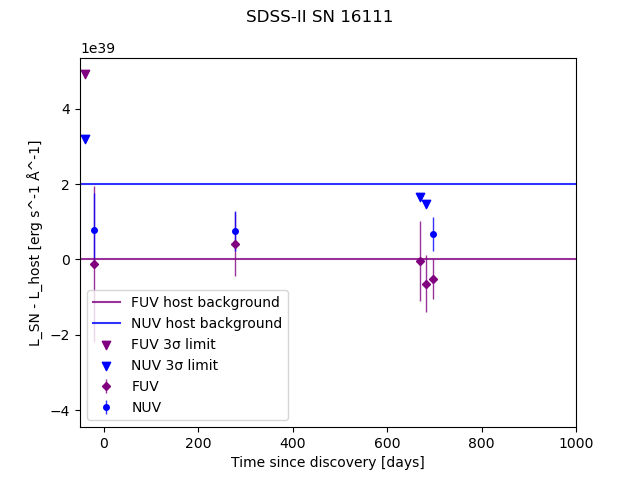 SDSS-II SN 16111
1e39
4
2
0
−2
−4
L_SN - L_host [erg s^-1 Å^-1]
FUV host background
NUV host background
FUV 3σ limit
NUV 3σ limit
FUV
NUV
0 200 400 600 800 1000
Time since discovery [days]